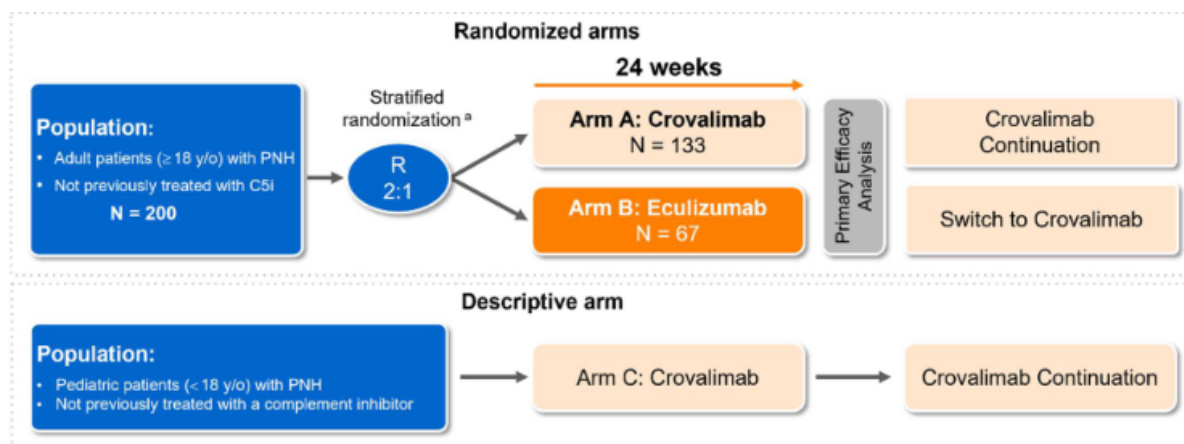 Randomized arms
24 weeks
Population:
• Adult patients (≥ 18 y/o) with PNH
• Not previously treated with C5i
N = 200
Stratified
randomization a
R
2:1
Arm A: Crovalimab
N = 133
Arm B: Eculizumab
N = 67
Primary Efficacy
Analysis
Crovalimab
Continuation
Switch to Crovalimab
Descriptive arm
Population:
• Pediatric patients (< 18 y/o) with PNH
• Not previously treated with a complement inhibitor
Arm C: Crovalimab
Crovalimab Continuation